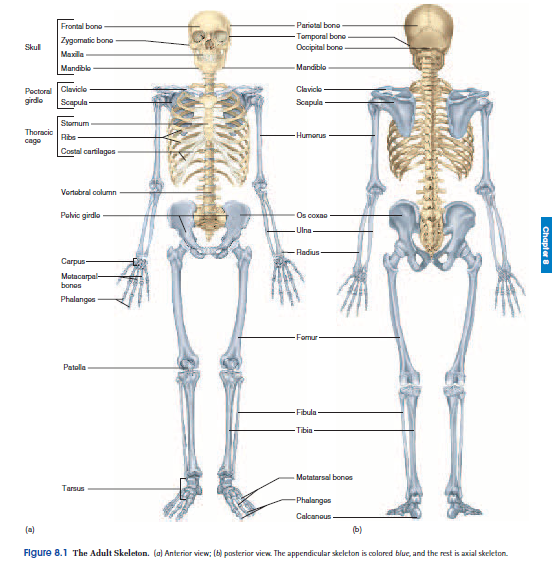 Frontal bone
Zygomatic bone
Skull
Maxilla
Mandible
Pectoral
girdle
Clavicle
Scapula
Thoracic
cage
Sternum
Ribs
Costal cartilages
Vertebral column
Pelvic girdle
Carpus
Metacarpal
bones
Phalanges
Patella
Tarsus
(a)
Parietal bone
Temporal bone
Occipital bone
Mandible
Clavicle
Scapula
Humerus
Os coxae
Ulna
Radius
Femur
Fibula
Tibia
Metatarsal bones
Phalanges
Calcaneus
(b)
Chapter 8
Figure 8.1 The Adult Skeleton. (a) Anterior view; (b) posterior view. The appendicular skeleton is colored blue, and the rest is axial skeleton.